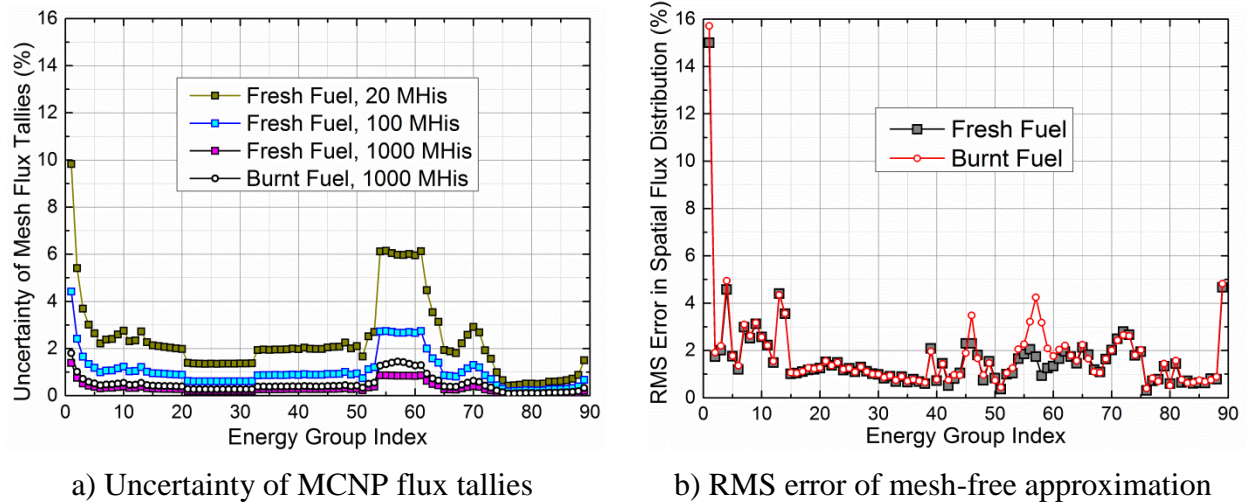 Uncertainty of Mesh Flux Tallies (%)
16
14
12
10
8
6
4
2
0
Fresh Fuel, 20 MHis
Fresh Fuel, 100 MHis
Fresh Fuel, 1000 MHis
Burnt Fuel, 1000 MHis
0 10 20 30 40 50 60 70 80 90
Energy Group Index
a) Uncertainty of MCNP flux tallies
RMS Error in Spatial Flux Distribution (%)
16
14
12
10
8
6
4
2
0
Fresh Fuel
Burnt Fuel
0 10 20 30 40 50 60 70 80 90
Energy Group Index
b) RMS error of mesh-free approximation